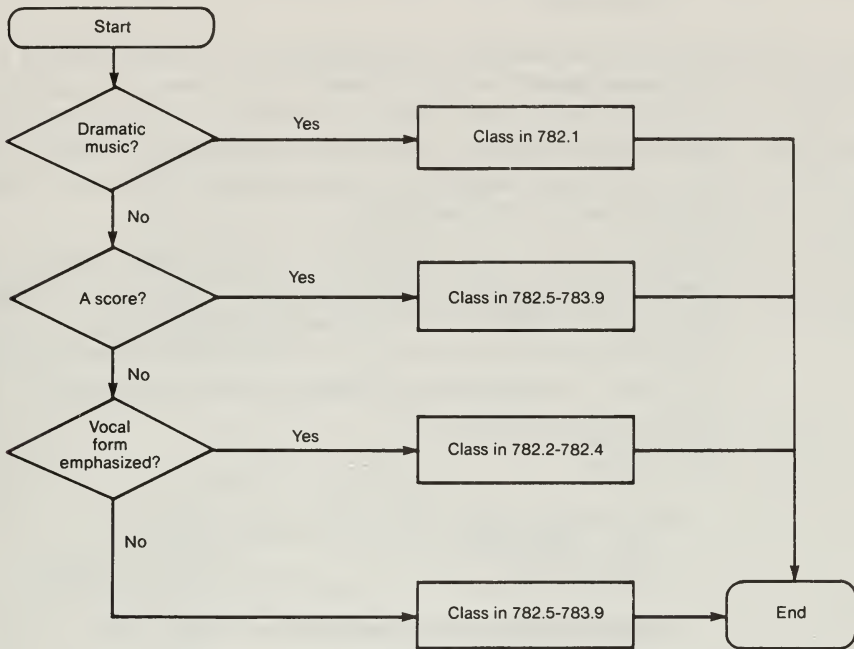 Start
Dramatic
music?
Yes
Class in 782.1
No
A score?
Yes
Class in 782.5-783.9
No
Vocal
form
emphasized?
Yes
Class in 782.2-782.4
No
Class in 782.5-783.9
End